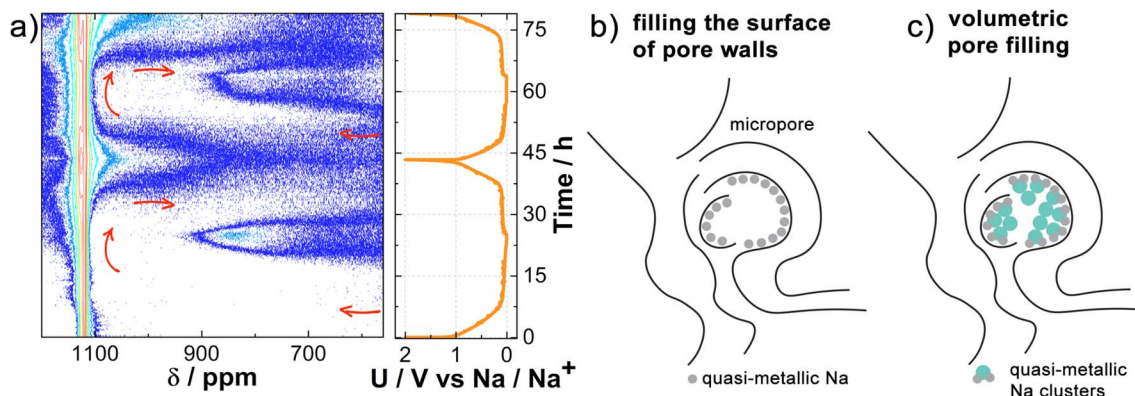 a)
1100
900
700
δ / ppm
2
1
0
U / V vs Na / Na+
75
60
45
30
15
0
Time / h
b)
filling the surface
of pore walls
micropore
quasi-metallic Na
c)
volumetric
pore filling
quasi-metallic
Na clusters